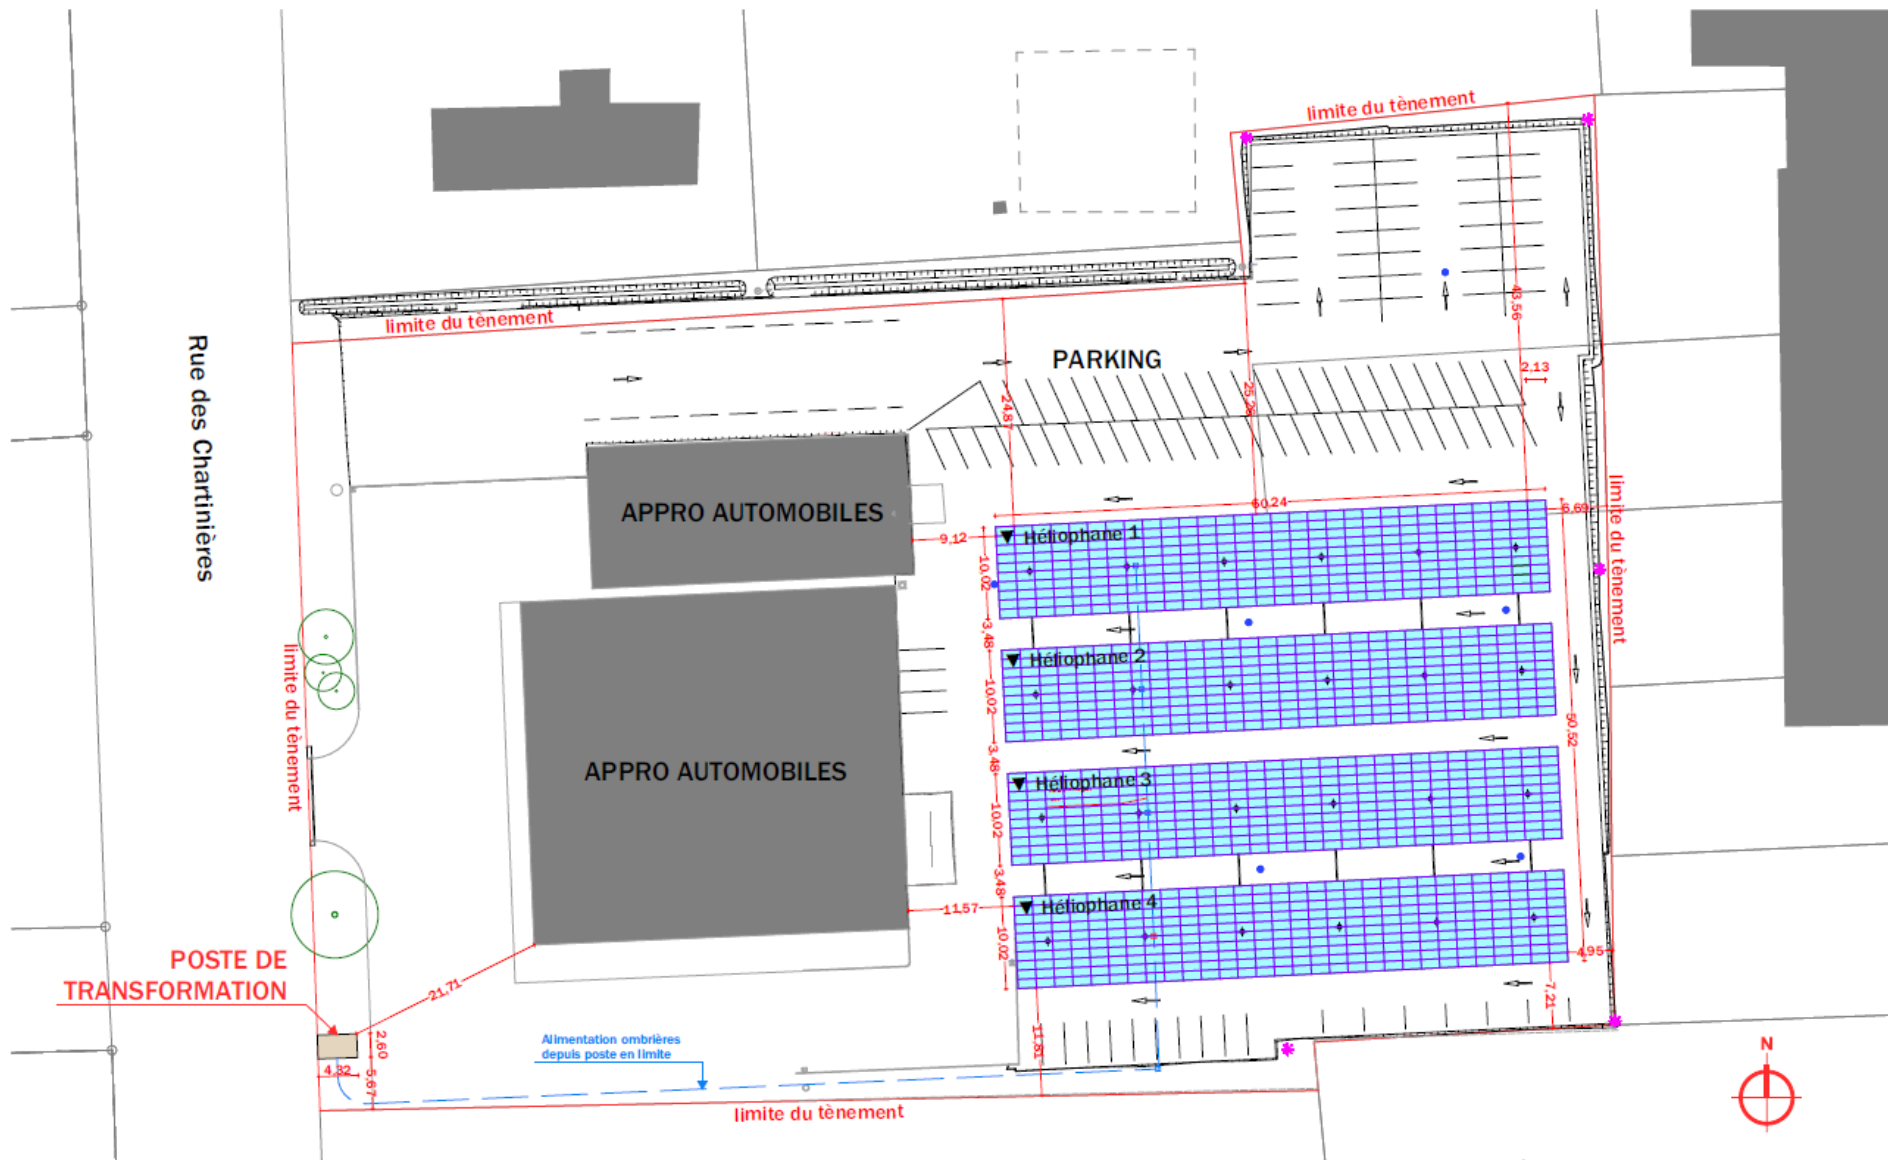 limite du tènement
limite du tènement
Rue des Chartinières
PARKING
43,56
2,13
24,87
25,28
APPRO AUTOMOBILES
60,24
6,69
limite du tènement
9,12
Héliophane 1
10,02
3,48
Héliophane 2
10,02
limite du tènement
3,48
50,52
APPRO AUTOMOBILES
Héliophane 3
10,02
3,48
Héliophane 4
11,57
10,02
4,95
POSTE DE
TRANSFORMATION
21,71
7,21
2,60
Alimentation ombrières
depuis poste en limite
11,81
4,32
5,67
limite du tènement
N